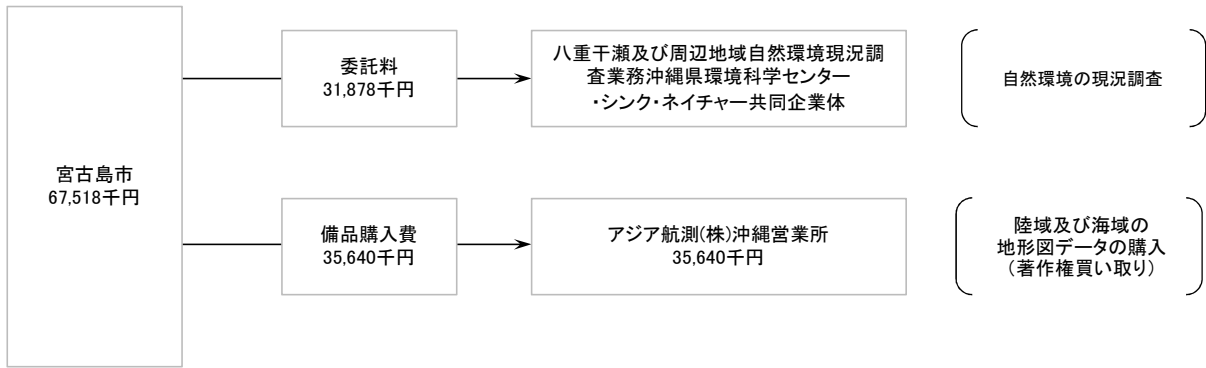 宮古島市
67,518千円
委託料
31,878千円
八重干瀬及び周辺地域自然環境現況調
査業務沖縄県環境科学センター
・シンク・ネイチャー共同企業体
自然環境の現況調査
備品購入費
35,640千円
アジア航測(株)沖縄営業所
35,640千円
陸域及び海域の
地形図データの購入
（著作権買い取り）